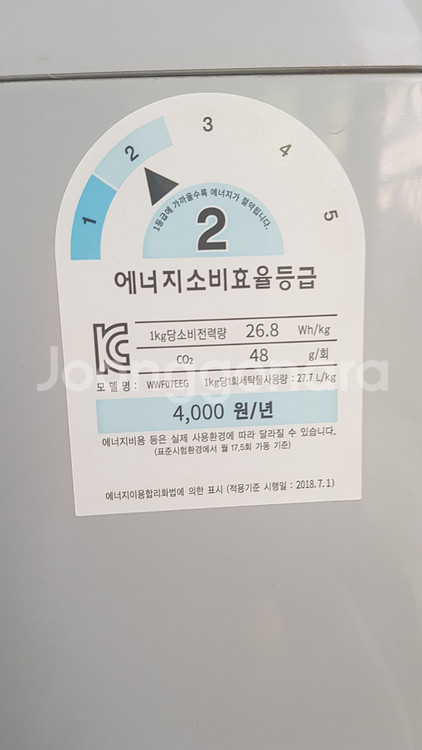 1 2 3 4 5
1등급에 가까울수록 에너지가 절약됩니다.
2
에너지소비효율등급
1kg당소비전력량 26.8 Wh/kg
CO₂ 48 g/회
모 델 명 : WWF07EEG 1kg당1회세탁물사용량 : 27.7 L/kg
4,000 원/년
에너지비용 등은 실제 사용환경에 따라 달라질 수 있습니다.
(표준시험환경에서 월 17.5회 가동 기준)
에너지이용합리화법에 의한 표시 (적용기준 시행일 : 2018.7.1)
Joonggonara